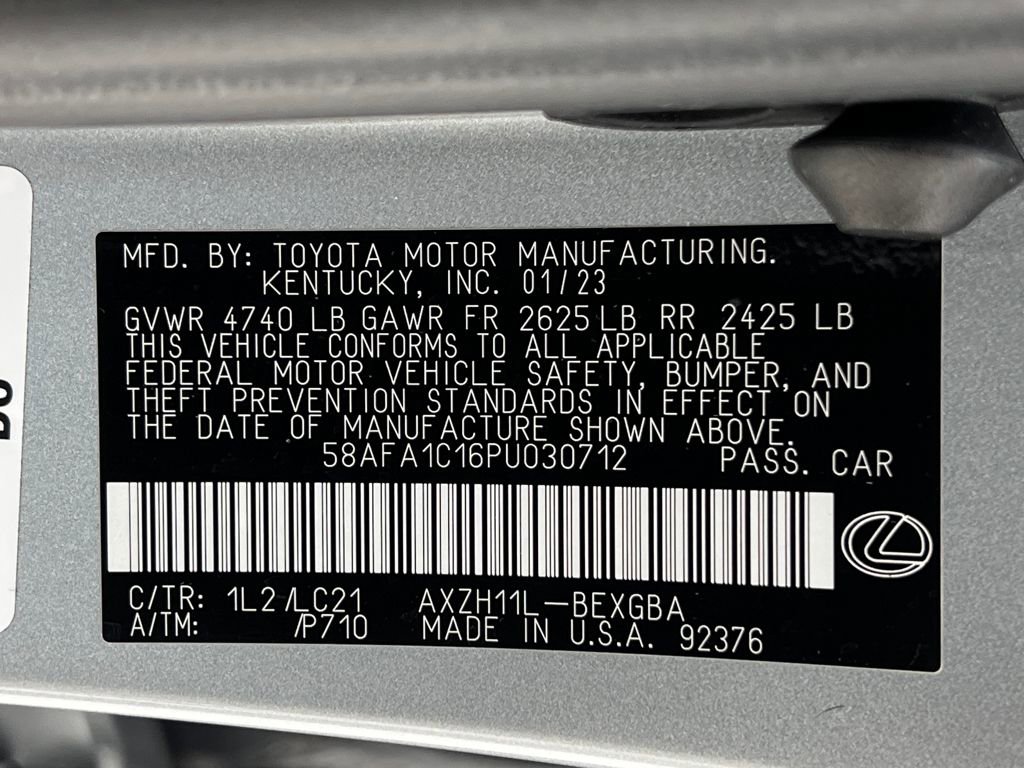 MFD. BY: TOYOTA MOTOR MANUFACTURING.
KENTUCKY, INC. 01/23
GVWR 4740 LB GAWR FR 2625 LB RR 2425 LB
THIS VEHICLE CONFORMS TO ALL APPLICABLE
FEDERAL MOTOR VEHICLE SAFETY, BUMPER, AND
THEFT PREVENTION STANDARDS IN EFFECT ON
THE DATE OF MANUFACTURE SHOWN ABOVE.
58AFA1C16PU030712 PASS. CAR
C/TR: 1L2/LC21 AXZH11L-BEXGBA
A/TM: /P710 MADE IN U.S.A. 92376